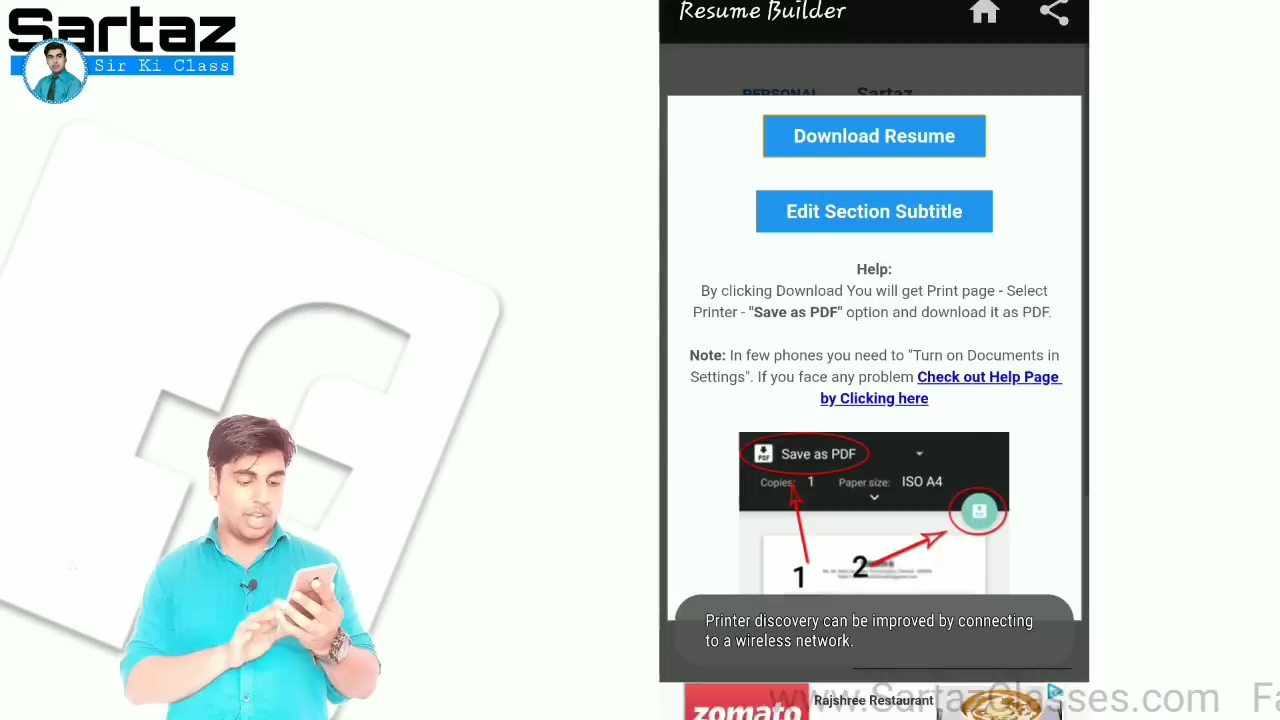 Sartaz
Sir Ki Class
Resume Builder
PERSONAL Sartaz
Download Resume
Edit Section Subtitle
Help:
By clicking Download You will get Print page - Select
Printer - "Save as PDF" option and download it as PDF.
Note: In few phones you need to "Turn on Documents in
Settings". If you face any problem Check out Help Page
by Clicking here
PDF Save as PDF
Copies: 1 Paper size: ISO A4
1 2
Printer discovery can be improved by connecting
to a wireless network.
zomato Rajshree Restaurant
www.SartazClasses.com Fa